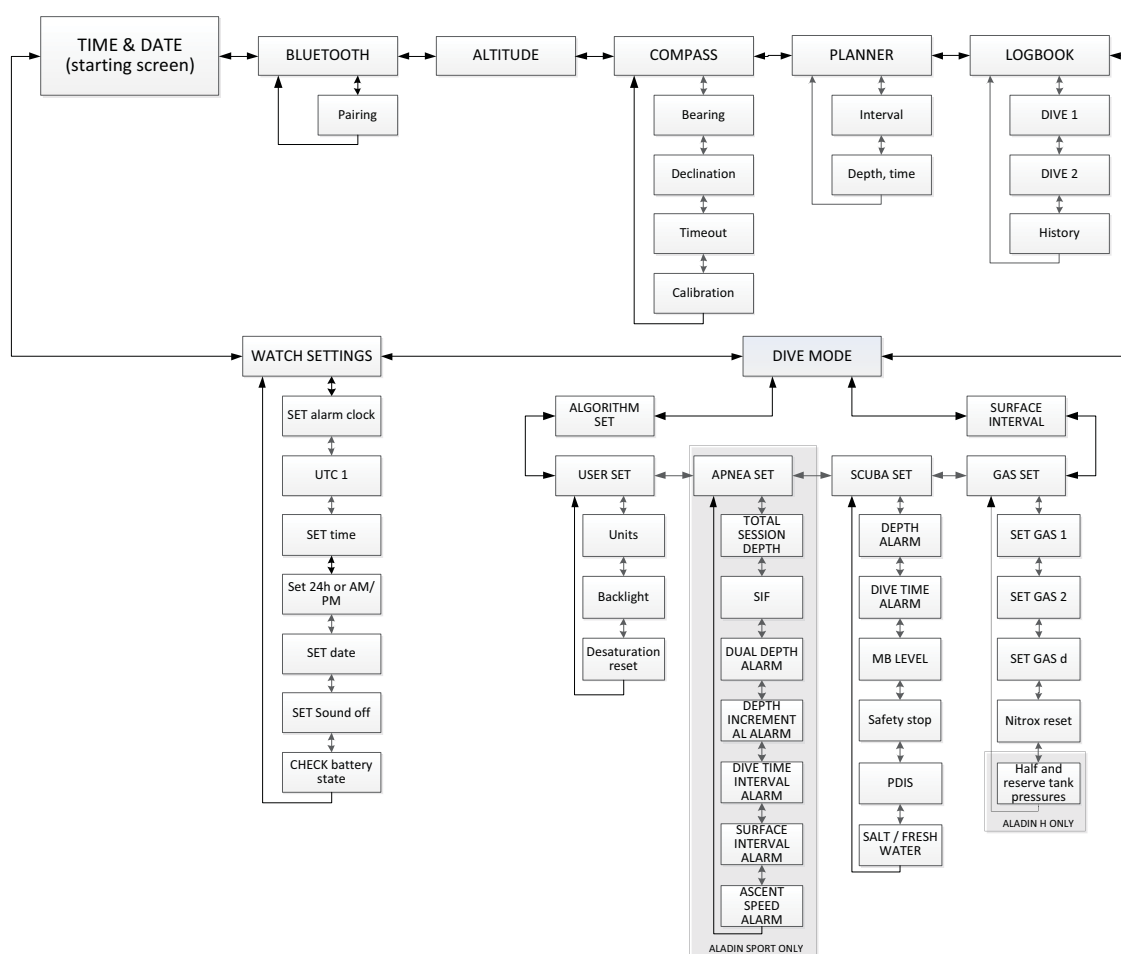 TIME & DATE
(starting screen)
BLUETOOTH
ALTITUDE
COMPASS
PLANNER
LOGBOOK
Pairing
Bearing
Interval
DIVE 1
Declination
Depth, time
DIVE 2
Timeout
History
Calibration
WATCH SETTINGS
DIVE MODE
SET alarm clock
UTC 1
SET time
Set 24h or AM/
PM
SET date
SET Sound off
CHECK battery
state
ALGORITHM
SET
SURFACE
INTERVAL
USER SET
APNEA SET
SCUBA SET
GAS SET
Units
Backlight
Desaturation
reset
TOTAL
SESSION
DEPTH
SIF
DUAL DEPTH
ALARM
DEPTH
INCREMENT
AL ALARM
DIVE TIME
INTERVAL
ALARM
SURFACE
INTERVAL
ALARM
ASCENT
SPEED
ALARM
ALADIN SPORT ONLY
DEPTH
ALARM
DIVE TIME
ALARM
MB LEVEL
Safety stop
PDIS
SALT / FRESH
WATER
SET GAS 1
SET GAS 2
SET GAS d
Nitrox reset
Half and
reserve tank
pressures
ALADIN H ONLY